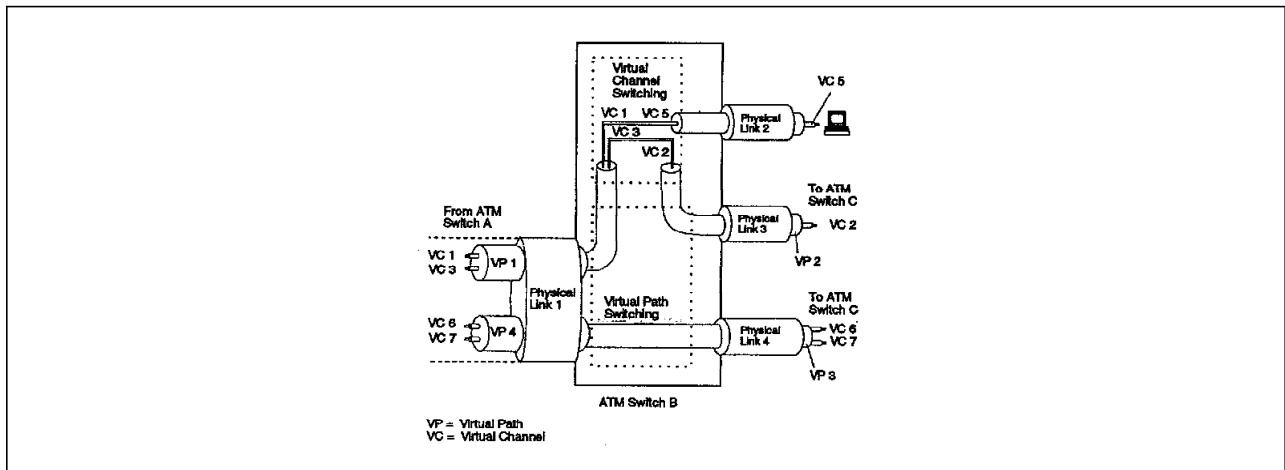 Virtual
Channel
Switching
VC 5
VC 1
VC 5
Physical
Link 2
VC 3
VC 2
To ATM
Switch C
From ATM
Switch A
Physical
Link 3
VC 2
VC 1
VC 3
VP 1
VP 2
Physical
Link 1
Virtual Path
Switching
To ATM
Switch C
VC 6
VC 7
VP 4
Physical
Link 4
VC 6
VC 7
VP 3
ATM Switch B
VP = Virtual Path
VC = Virtual Channel